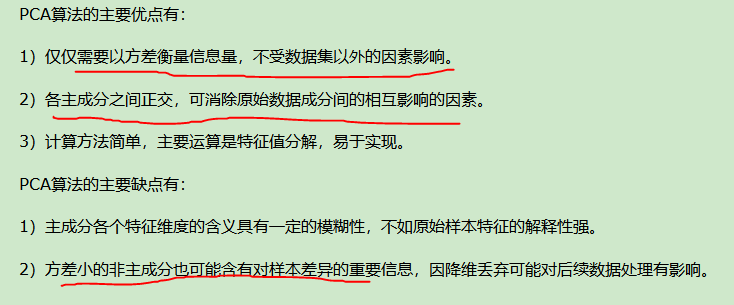 PCA算法的主要优点有：
1）仅仅需要以方差衡量信息量，不受数据集以外的因素影响。
2）各主成分之间正交，可消除原始数据成分间的相互影响的因素。
3）计算方法简单，主要运算是特征值分解，易于实现。
PCA算法的主要缺点有：
1）主成分各个特征维度的含义具有一定的模糊性，不如原始样本特征的解释性强。
2）方差小的非主成分也可能含有对样本差异的重要信息，因降维丢弃可能对后续数据处理有影响。